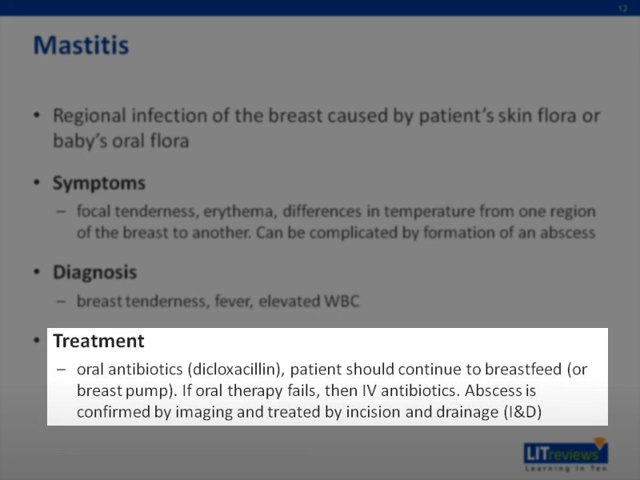 12
Mastitis
• Regional infection of the breast caused by patient's skin flora or
baby's oral flora
• Symptoms
– focal tenderness, erythema, differences in temperature from one region
of the breast to another. Can be complicated by formation of an abscess
• Diagnosis
– breast tenderness, fever, elevated WBC
• Treatment
– oral antibiotics (dicloxacillin), patient should continue to breastfeed (or
breast pump). If oral therapy fails, then IV antibiotics. Abscess is
confirmed by imaging and treated by incision and drainage (I&D)
LITreviews
Learning In Ten